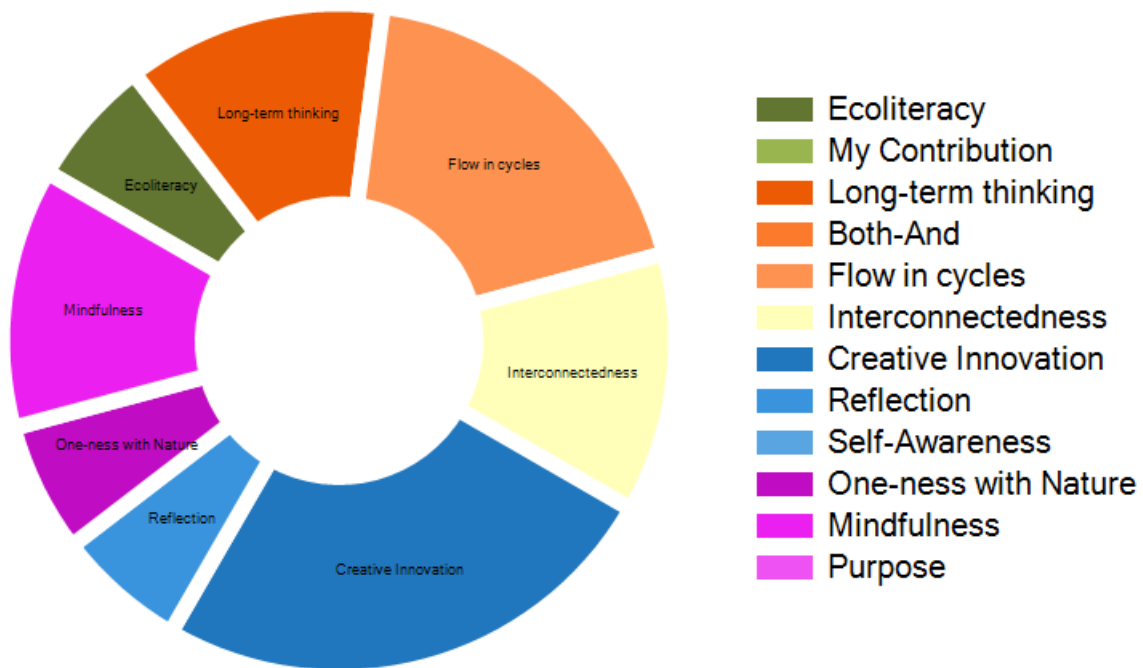 Long-term thinking
Flow in cycles
Ecoliteracy
Mindfulness
Interconnectedness
One-ness with Nature
Reflection
Creative Innovation
Ecoliteracy
My Contribution
Long-term thinking
Both-And
Flow in cycles
Interconnectedness
Creative Innovation
Reflection
Self-Awareness
One-ness with Nature
Mindfulness
Purpose